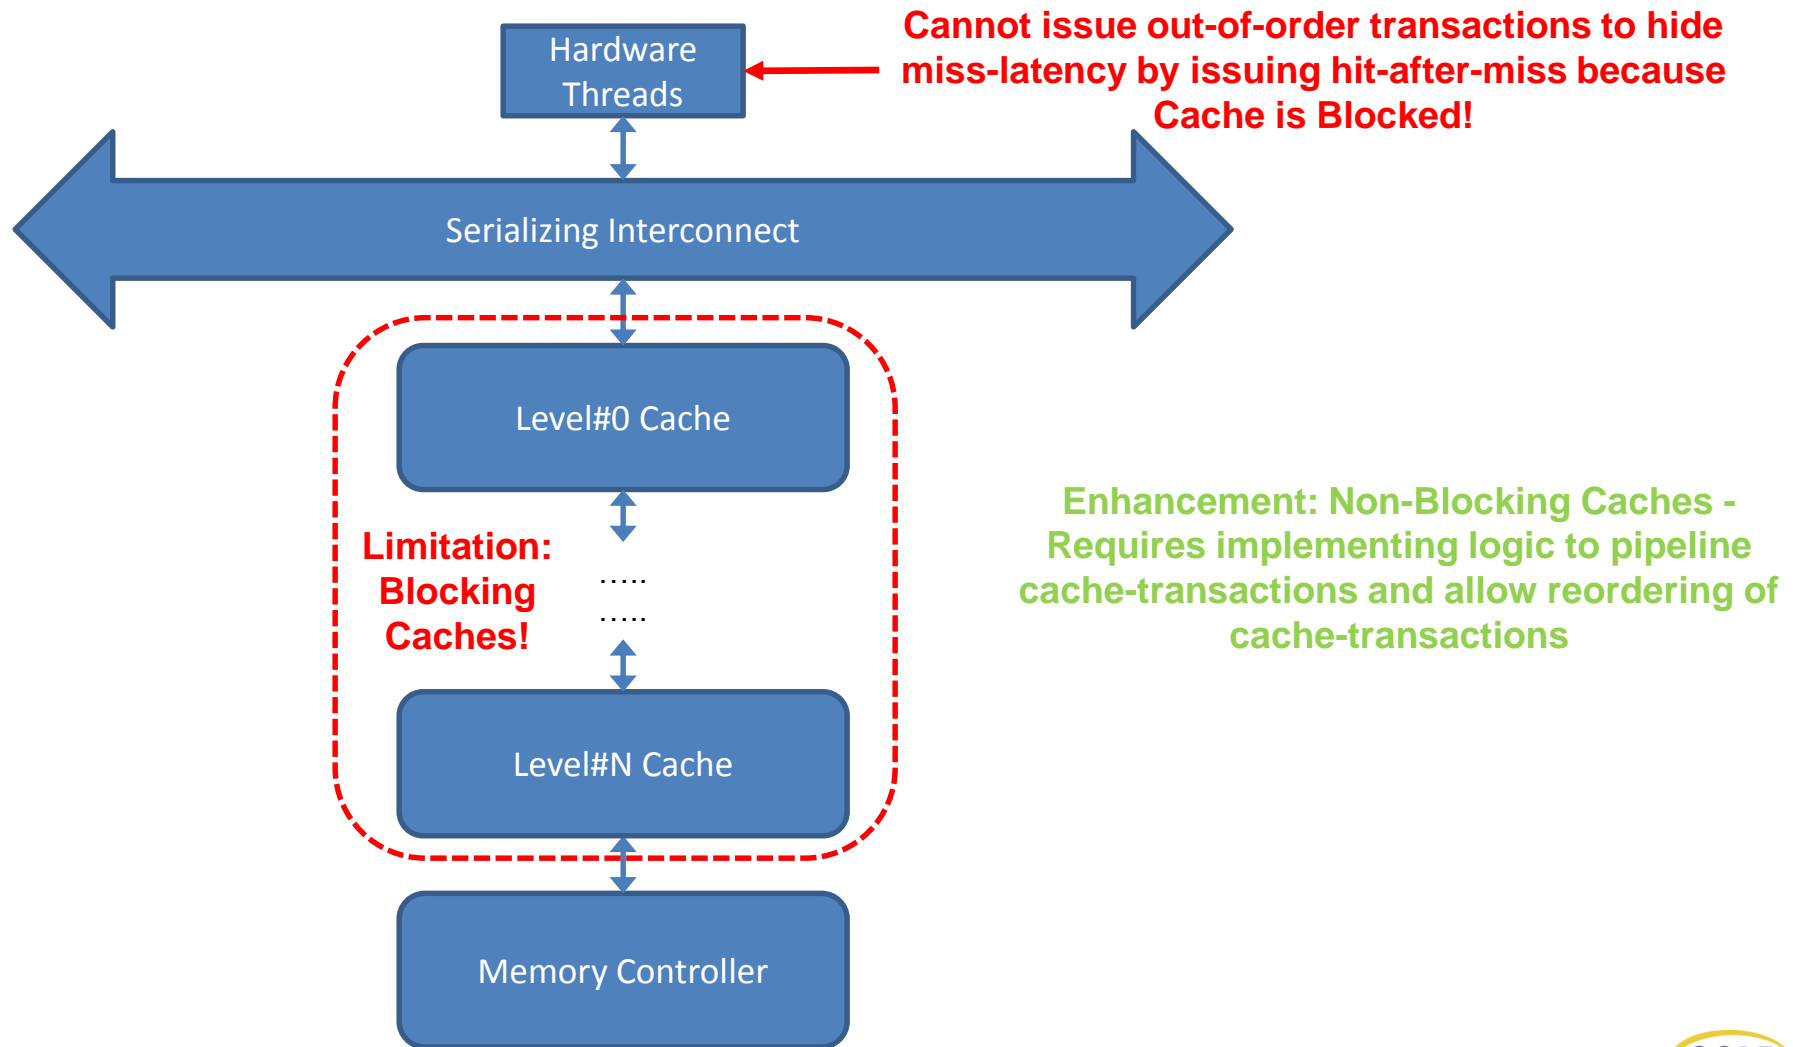 Cannot issue out-of-order transactions to hide
miss-latency by issuing hit-after-miss because
Cache is Blocked!
Hardware
Threads
Serializing Interconnect
Level#0 Cache
Limitation:
Blocking
Caches!
.....
.....
Enhancement: Non-Blocking Caches -
Requires implementing logic to pipeline
cache-transactions and allow reordering of
cache-transactions
Level#N Cache
Memory Controller